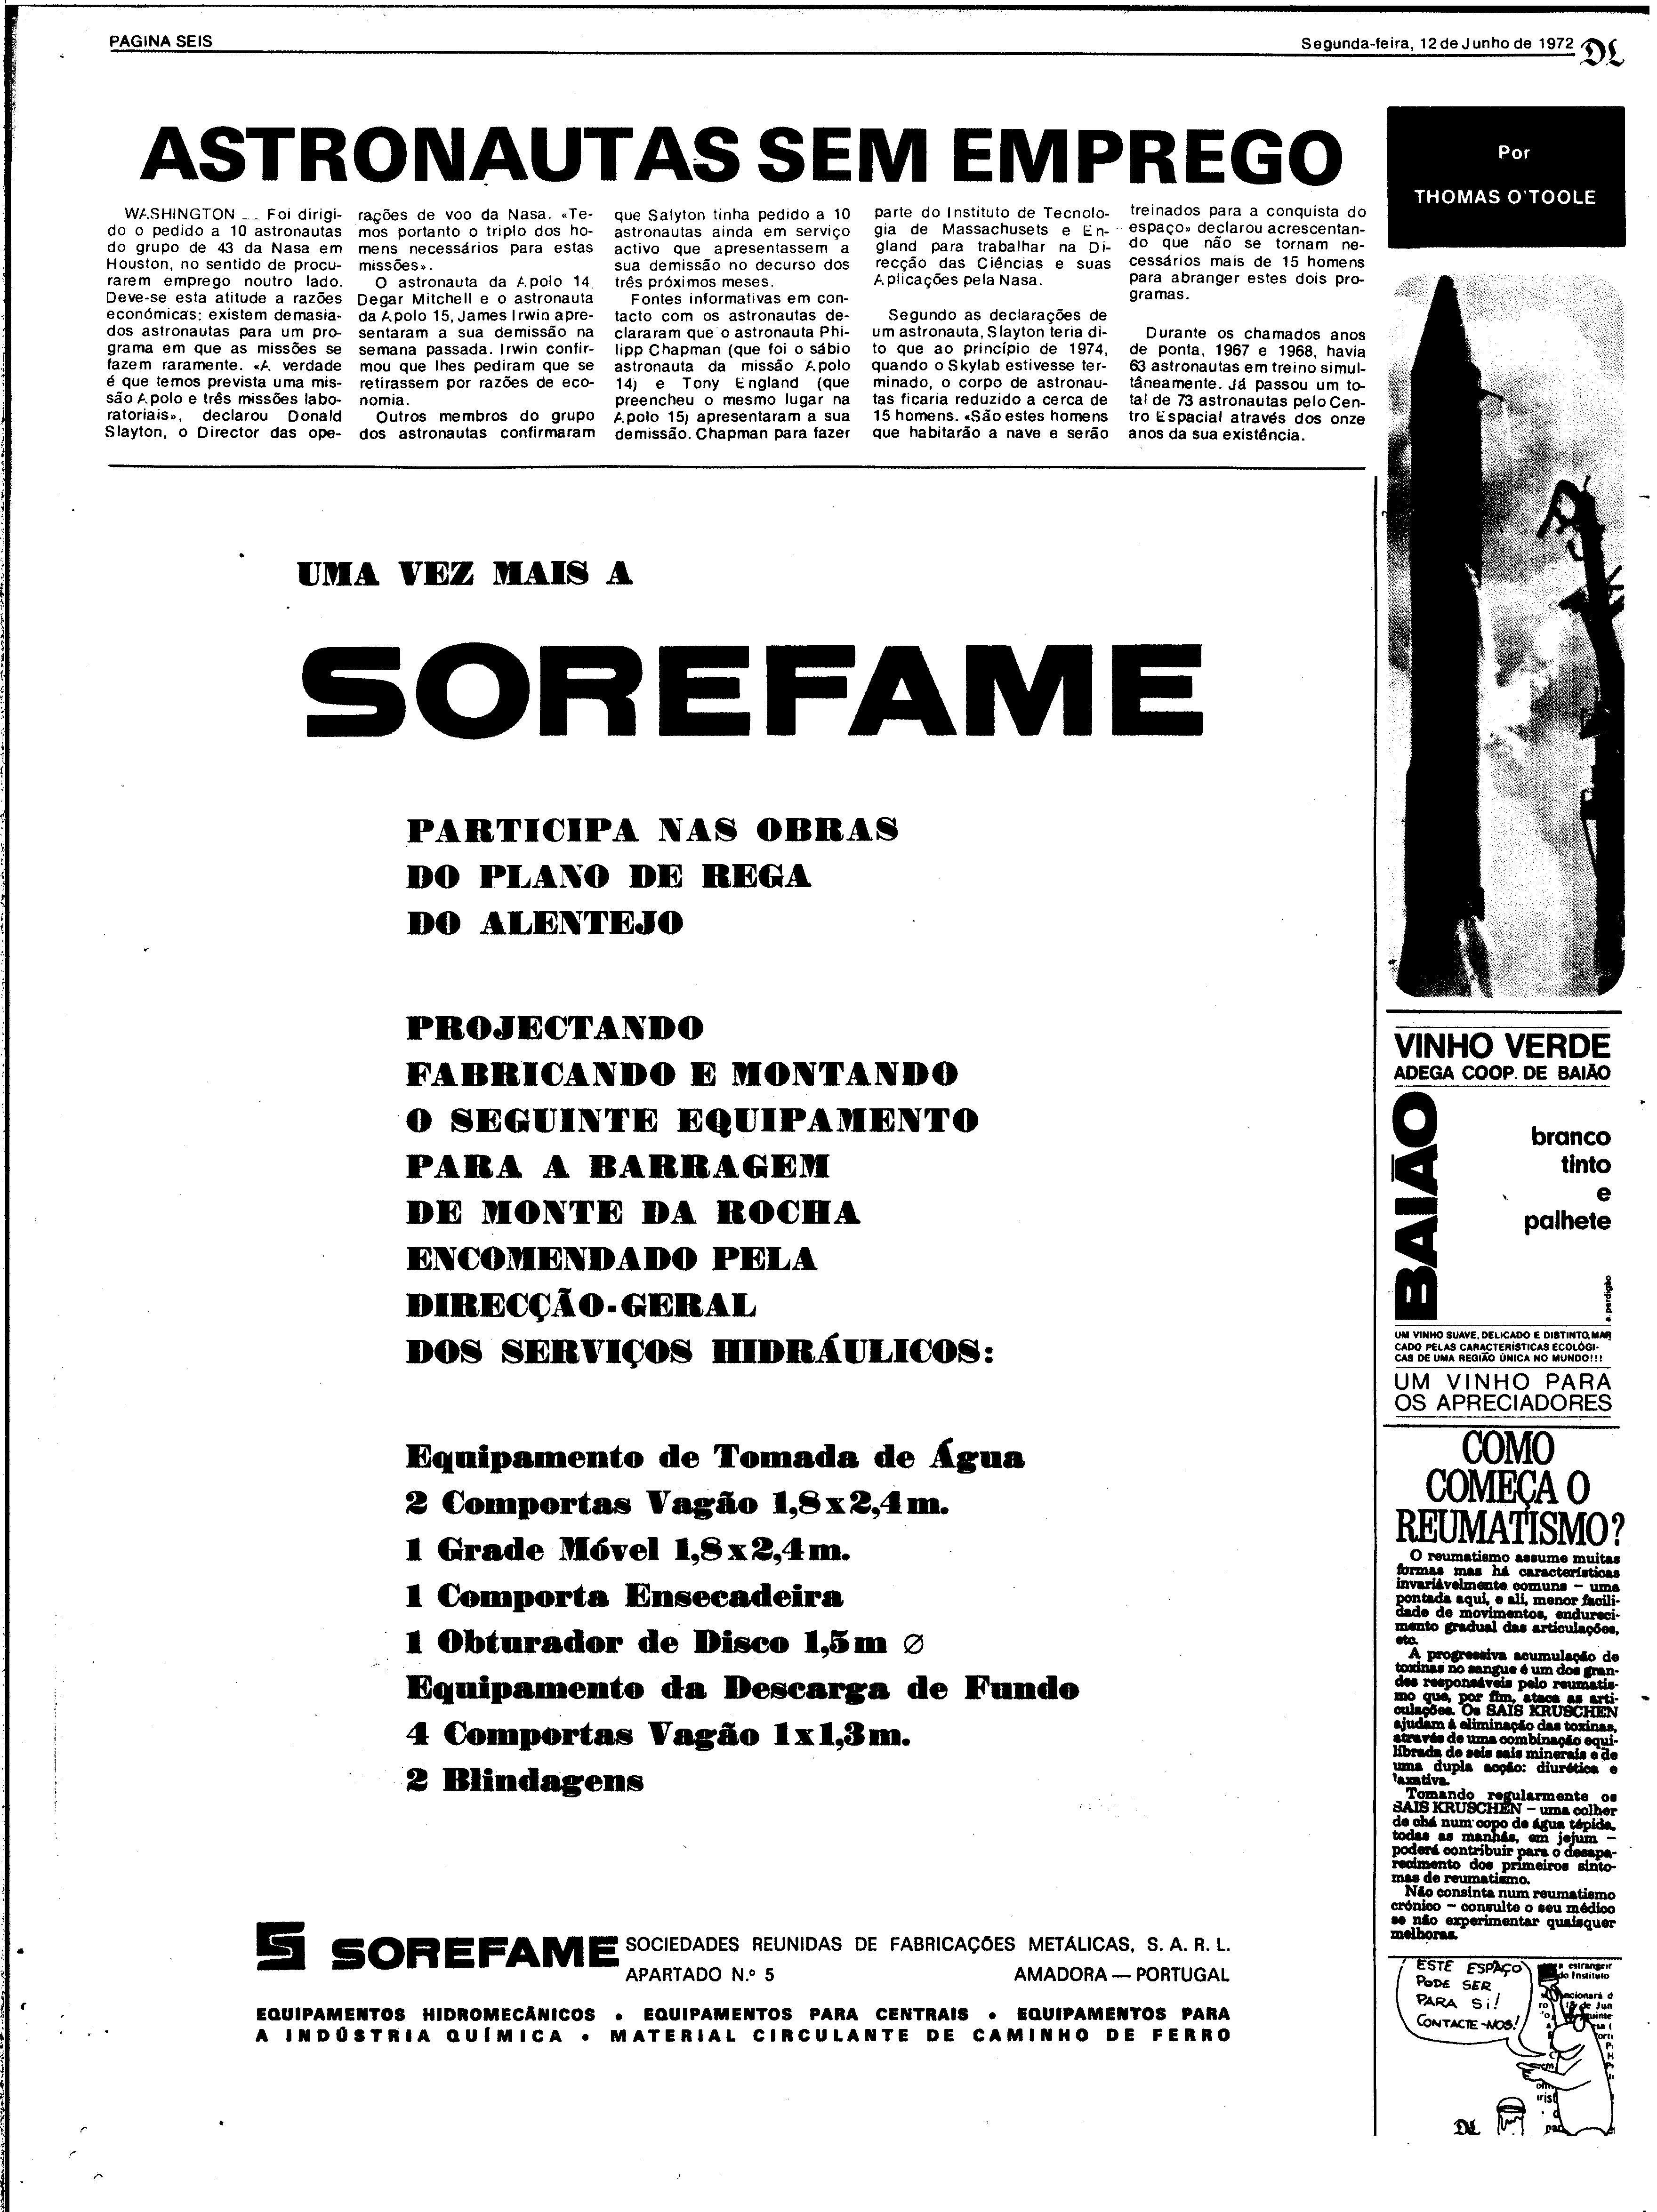 PAGINA SEIS
Segunda-feira, 12 de Junho de 1972 DL
ASTRONAUTAS SEM EMPREGO
Por
THOMAS O'TOOLE
WASHINGTON __ Foi dirigi-
do o pedido a 10 astronautas
do grupo de 43 da Nasa em
Houston, no sentido de procu-
rarem emprego noutro lado.
Deve-se esta atitude a razões
económicas: existem demasia-
dos astronautas para um pro-
grama em que as missões se
fazem raramente. «A verdade
é que temos prevista uma mis-
são Apolo e três missões labo-
ratoriais», declarou Donald
Slayton, o Director das ope-
rações de voo da Nasa. «Te-
mos portanto o triplo dos ho-
mens necessários para estas
missões».
O astronauta da Apolo 14
Degar Mitchell e o astronauta
da Apolo 15, James Irwin apre-
sentaram a sua demissão na
semana passada. Irwin confir-
mou que lhes pediram que se
retirassem por razões de eco-
nomia.
Outros membros do grupo
dos astronautas confirmaram
que Salyton tinha pedido a 10
astronautas ainda em serviço
activo que apresentassem a
sua demissão no decurso dos
três próximos meses.
Fontes informativas em con-
tacto com os astronautas de-
clararam que o astronauta Phi-
lipp Chapman (que foi o sábio
astronauta da missão Apolo
14) e Tony England (que
preencheu o mesmo lugar na
Apolo 15) apresentaram a sua
demissão. Chapman para fazer
parte do Instituto de Tecnolo-
gia de Massachusets e En-
gland para trabalhar na Di-
recção das Ciências e suas
Aplicações pela Nasa.
Segundo as declarações de
um astronauta, Slayton teria di-
to que ao princípio de 1974,
quando o Skylab estivesse ter-
minado, o corpo de astronau-
tas ficaria reduzido a cerca de
15 homens. «São estes homens
que habitarão a nave e serão
treinados para a conquista do
espaço» declarou acrescentan-
do que não se tornam ne-
cessários mais de 15 homens
para abranger estes dois pro-
gramas.
Durante os chamados anos
de ponta, 1967 e 1968, havia
63 astronautas em treino simul-
tâneamente. Já passou um to-
tal de 73 astronautas pelo Cen-
tro Espacial através dos onze
anos da sua existência.
UMA VEZ MAIS A
SOREFAME
PARTICIPA NAS OBRAS
DO PLANO DE REGA
DO ALENTEJO
PROJECTANDO
FABRICANDO E MONTANDO
O SEGUINTE EQUIPAMENTO
PARA A BARRAGEM
DE MONTE DA ROCHA
ENCOMENDADO PELA
DIRECÇÃO-GERAL
DOS SERVIÇOS HIDRÁULICOS:
Equipamento de Tomada de Água
2 Comportas Vagão 1,8x2,4m.
1 Grade Móvel 1,8x2,4m.
1 Comporta Ensecadeira
1 Obturador de Disco 1,5m ∅
Equipamento da Descarga de Fundo
4 Comportas Vagão 1x1,3m.
2 Blindagens
SOREFAME SOCIEDADES REUNIDAS DE FABRICAÇÕES METÁLICAS, S. A. R. L.
APARTADO N.º 5 AMADORA — PORTUGAL
EQUIPAMENTOS HIDROMECÂNICOS • EQUIPAMENTOS PARA CENTRAIS • EQUIPAMENTOS PARA
A INDÚSTRIA QUÍMICA • MATERIAL CIRCULANTE DE CAMINHO DE FERRO
VINHO VERDE
ADEGA COOP. DE BAIÃO
BAIÃO
branco
tinto
e
palhete
a. perdigão
UM VINHO SUAVE, DELICADO E DISTINTO, MAR
CADO PELAS CARACTERÍSTICAS ECOLÓGI-
CAS DE UMA REGIÃO ÚNICA NO MUNDO!!!
UM VINHO PARA
OS APRECIADORES
COMO
COMEÇA O
REUMATISMO?
O reumatismo assume muitas
formas mas há características
invariàvelmente comuns — uma
pontada aqui, e ali, menor facili-
dade de movimentos, endureci-
mento gradual das articulações,
etc.
A progressiva acumulação de
toxinas no sangue é um dos gran-
des responsáveis pelo reumatis-
mo que, por fim, ataca as arti-
culações. Os SAIS KRUSCHEN
ajudam à eliminação das toxinas,
através de uma combinação equi-
librada de seis sais minerais e de
uma dupla acção: diurética e
laxativa.
Tomando regularmente os
SAIS KRUSCHEN — uma colher
de chá num copo de água tépida,
todas as manhãs, em jejum —
poderá contribuir para o desapa-
recimento dos primeiros sinto-
mas de reumatismo.
Não consinta num reumatismo
crónico — consulte o seu médico
se não experimentar quaisquer
melhoras.
ESTE ESPAÇO
PODE SER
PARA SI!
CONTACTE-NOS!
DL